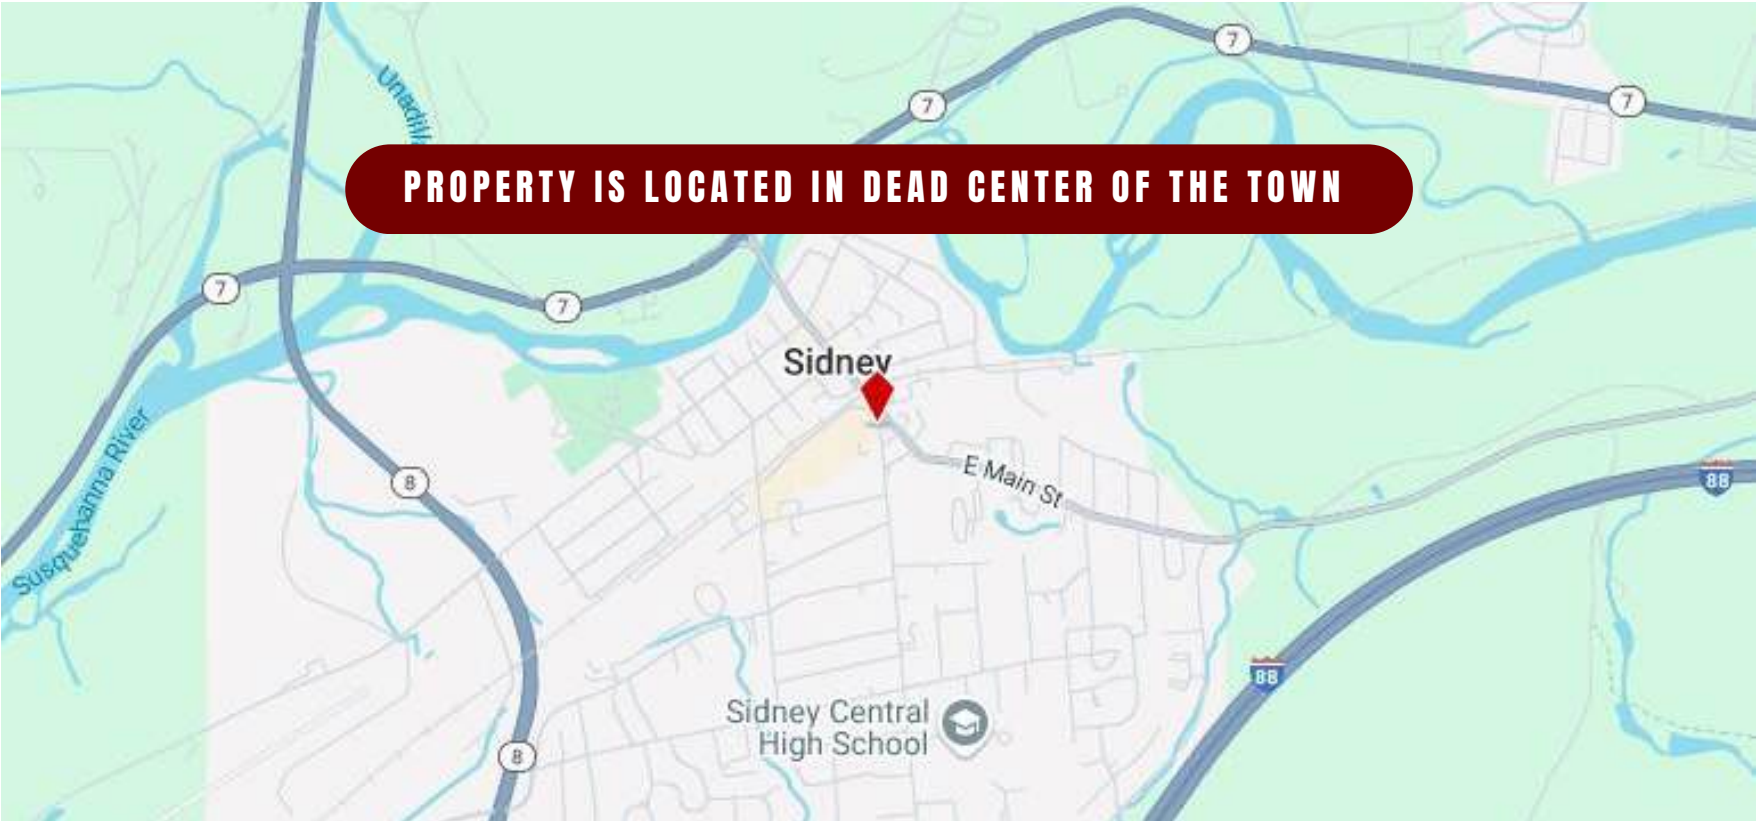 7
7
7
Unadill
PROPERTY IS LOCATED IN DEAD CENTER OF THE TOWN
7
7
Sidney
Susquehanna River
8
E Main St
88
88
Sidney Central
High School
8